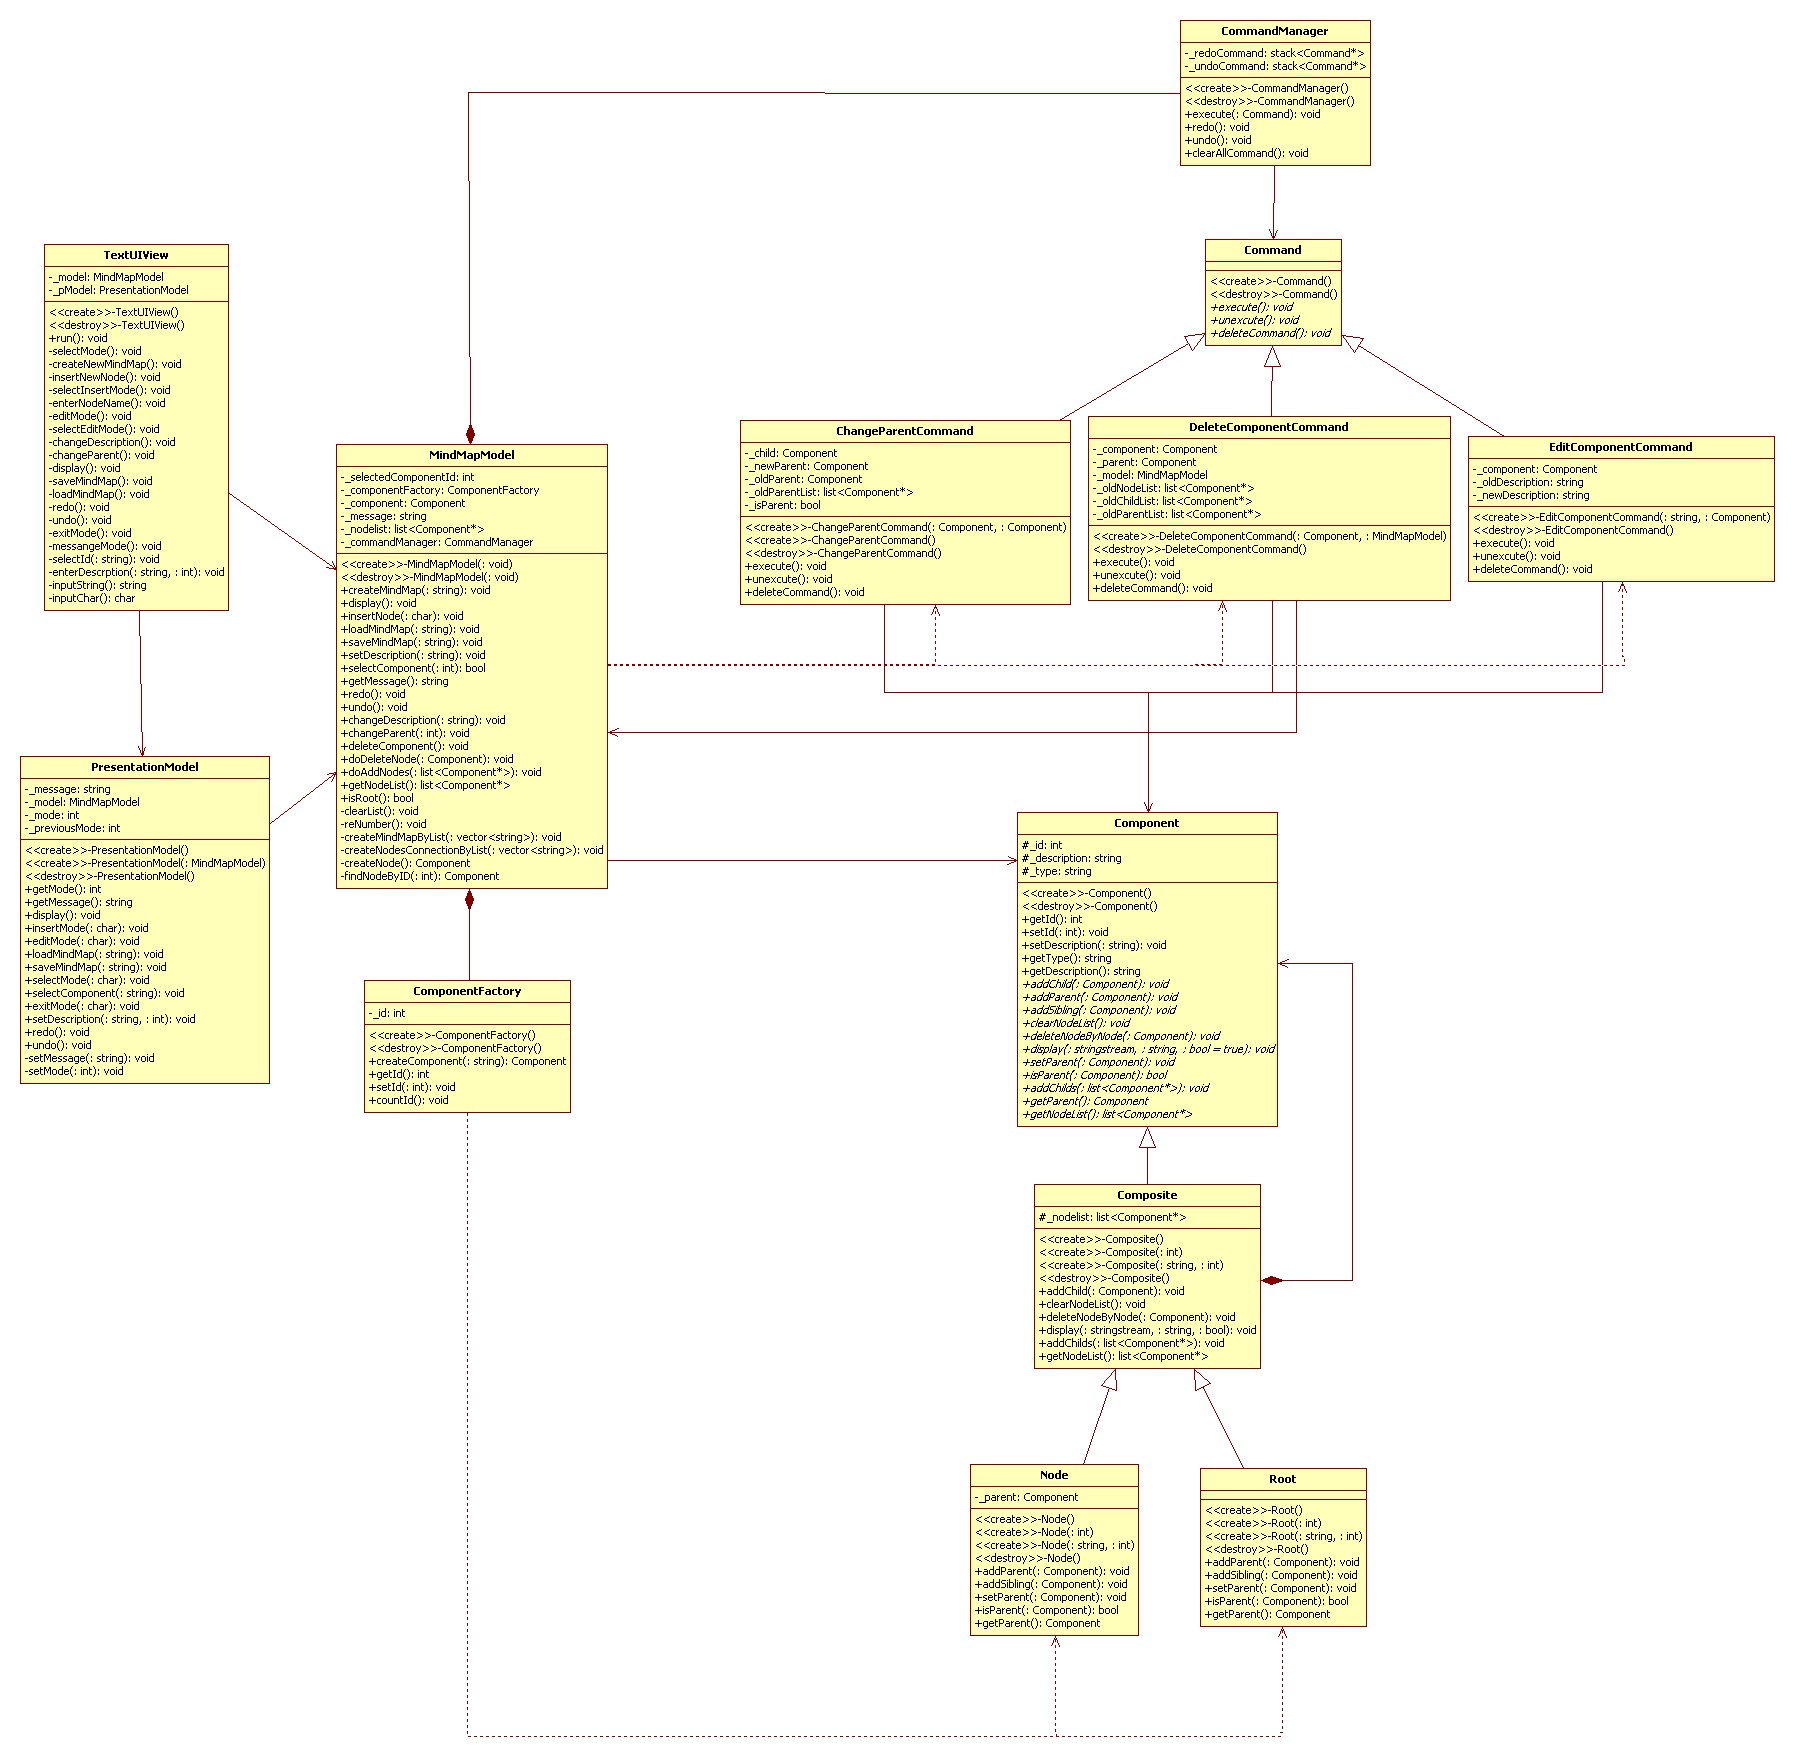 CommandManager
-_redoCommand: stack<Command*>
-_undoCommand: stack<Command*>
<<create>>-CommandManager()
<<destroy>>-CommandManager()
+execute(: Command): void
+redo(): void
+undo(): void
+clearAllCommand(): void
Command
<<create>>-Command()
<<destroy>>-Command()
+execute(): void
+unexcute(): void
+deleteCommand(): void
TextUIView
-_model: MindMapModel
-_pModel: PresentationModel
<<create>>-TextUIView()
<<destroy>>-TextUIView()
+run(): void
-selectMode(): void
-createNewMindMap(): void
-insertNewNode(): void
-selectInsertMode(): void
-enterNodeName(): void
-editMode(): void
-selectEditMode(): void
-changeDescription(): void
-changeParent(): void
-display(): void
-saveMindMap(): void
-loadMindMap(): void
-redo(): void
-undo(): void
-exitMode(): void
-messangeMode(): void
-selectId(: string): void
-enterDescrption(: string, : int): void
-inputString(): string
-inputChar(): char
MindMapModel
-_selectedComponentId: int
-_componentFactory: ComponentFactory
-_component: Component
-_message: string
-_nodelist: list<Component*>
-_commandManager: CommandManager
<<create>>-MindMapModel(: void)
<<destroy>>-MindMapModel(: void)
+createMindMap(: string): void
+display(): void
+insertNode(: char): void
+loadMindMap(: string): void
+saveMindMap(: string): void
+setDescription(: string): void
+selectComponent(: int): bool
+getMessage(): string
+redo(): void
+undo(): void
+changeDescription(: string): void
+changeParent(: int): void
+deleteComponent(): void
+doDeleteNode(: Component): void
+doAddNodes(: list<Component*>): void
+getNodeList(): list<Component*>
+isRoot(): bool
-clearList(): void
-reNumber(): void
-createMindMapByList(: vector<string>): void
-createNodesConnectionByList(: vector<string>): void
-createNode(): Component
-findNodeByID(: int): Component
ChangeParentCommand
-_child: Component
-_newParent: Component
-_oldParent: Component
-_oldParentList: list<Component*>
-_isParent: bool
<<create>>-ChangeParentCommand(: Component, : Component)
<<create>>-ChangeParentCommand()
<<destroy>>-ChangeParentCommand()
+execute(): void
+unexcute(): void
+deleteCommand(): void
DeleteComponentCommand
-_component: Component
-_parent: Component
-_model: MindMapModel
-_oldNodeList: list<Component*>
-_oldChildList: list<Component*>
-_oldParentList: list<Component*>
<<create>>-DeleteComponentCommand(: Component, : MindMapModel)
<<destroy>>-DeleteComponentCommand()
+execute(): void
+unexcute(): void
+deleteCommand(): void
EditComponentCommand
-_component: Component
-_oldDescription: string
-_newDescription: string
<<create>>-EditComponentCommand(: string, : Component)
<<destroy>>-EditComponentCommand()
+execute(): void
+unexcute(): void
+deleteCommand(): void
PresentationModel
-_message: string
-_model: MindMapModel
-_mode: int
-_previousMode: int
<<create>>-PresentationModel()
<<create>>-PresentationModel(: MindMapModel)
<<destroy>>-PresentationModel()
+getMode(): int
+getMessage(): string
+display(): void
+insertMode(: char): void
+editMode(: char): void
+loadMindMap(: string): void
+saveMindMap(: string): void
+selectMode(: char): void
+selectComponent(: string): void
+exitMode(: char): void
+setDescription(: string, : int): void
+redo(): void
+undo(): void
-setMessage(: string): void
-setMode(: int): void
Component
#_id: int
#_description: string
#_type: string
<<create>>-Component()
<<destroy>>-Component()
+getId(): int
+setId(: int): void
+setDescription(: string): void
+getType(): string
+getDescription(): string
+addChild(: Component): void
+addParent(: Component): void
+addSibling(: Component): void
+clearNodeList(): void
+deleteNodeByNode(: Component): void
+display(: stringstream, : string, : bool = true): void
+setParent(: Component): void
+isParent(: Component): bool
+addChilds(: list<Component*>): void
+getParent(): Component
+getNodeList(): list<Component*>
ComponentFactory
-_id: int
<<create>>-ComponentFactory()
<<destroy>>-ComponentFactory()
+createComponent(: string): Component
+getId(): int
+setId(: int): void
+countId(): void
Composite
#_nodelist: list<Component*>
<<create>>-Composite()
<<create>>-Composite(: int)
<<create>>-Composite(: string, : int)
<<destroy>>-Composite()
+addChild(: Component): void
+clearNodeList(): void
+deleteNodeByNode(: Component): void
+display(: stringstream, : string, : bool): void
+addChilds(: list<Component*>): void
+getNodeList(): list<Component*>
Node
-_parent: Component
<<create>>-Node()
<<create>>-Node(: int)
<<create>>-Node(: string, : int)
<<destroy>>-Node()
+addParent(: Component): void
+addSibling(: Component): void
+setParent(: Component): void
+isParent(: Component): bool
+getParent(): Component
Root
<<create>>-Root()
<<create>>-Root(: int)
<<create>>-Root(: string, : int)
<<destroy>>-Root()
+addParent(: Component): void
+addSibling(: Component): void
+setParent(: Component): void
+isParent(: Component): bool
+getParent(): Component